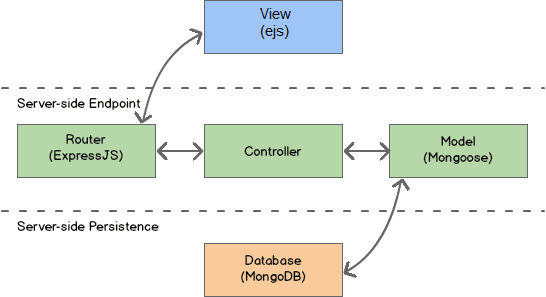 View
(ejs)
Server-side Endpoint
Router
(ExpressJS)
Controller
Model
(Mongoose)
Server-side Persistence
Database
(MongoDB)